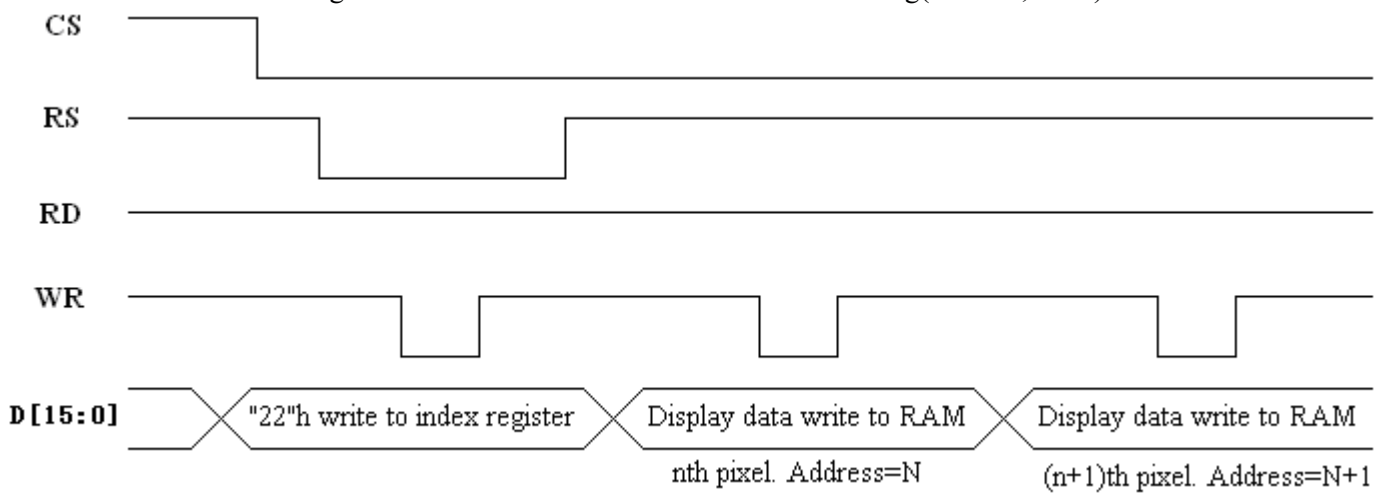 CS
RS
RD
WR
D[15:0] "22"h write to index register Display data write to RAM Display data write to RAM
nth pixel. Address=N (n+1)th pixel. Address=N+1